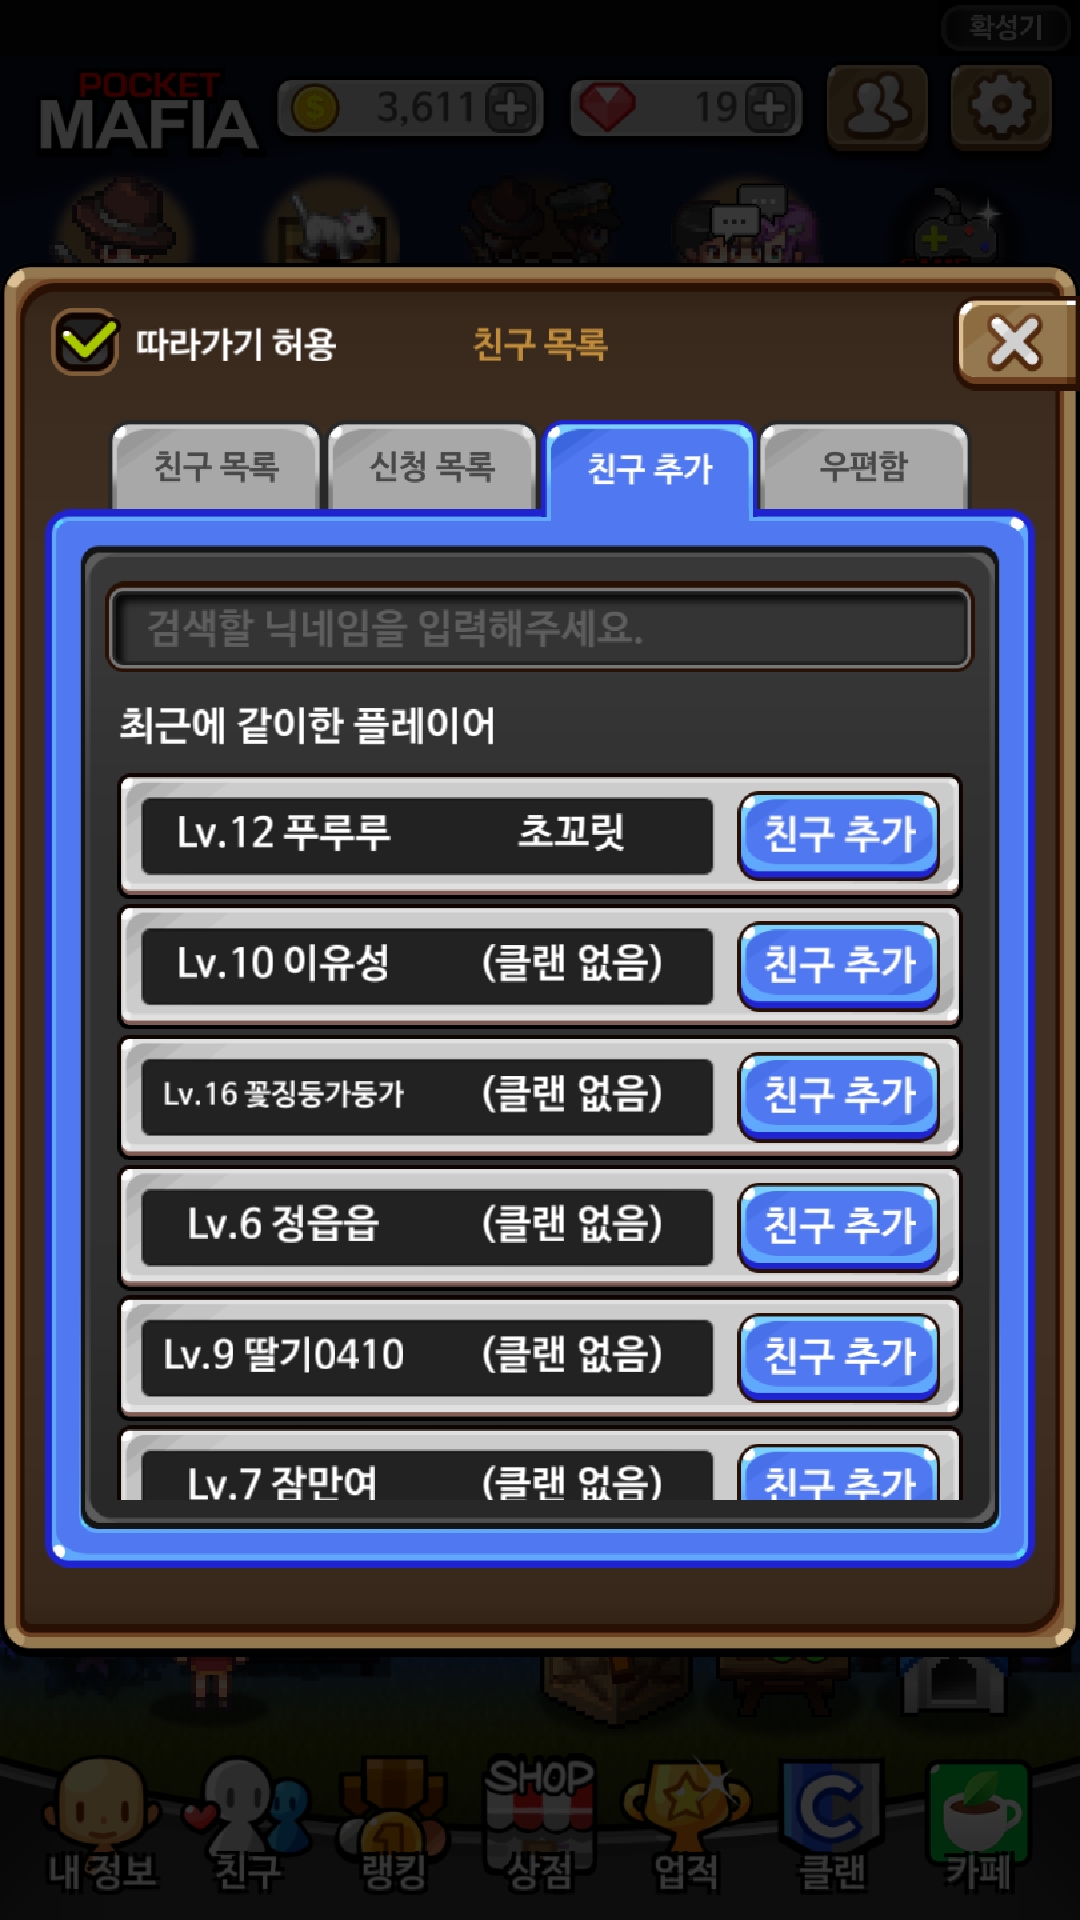 확성기
POCKET
MAFIA
3,611
19
따라가기 허용
친구 목록
친구 목록
신청 목록
친구 추가
우편함
검색할 닉네임을 입력해주세요.
최근에 같이한 플레이어
Lv.12 푸루루 초꼬릿 친구 추가
Lv.10 이유성 (클랜 없음) 친구 추가
Lv.16 꽃징둥가둥가 (클랜 없음) 친구 추가
Lv.6 정읍읍 (클랜 없음) 친구 추가
Lv.9 딸기0410 (클랜 없음) 친구 추가
Lv.7 잠만여 (클랜 없음) 친구 추가
SHOP
내 정보
친구
랭킹
상점
업적
클랜
카페